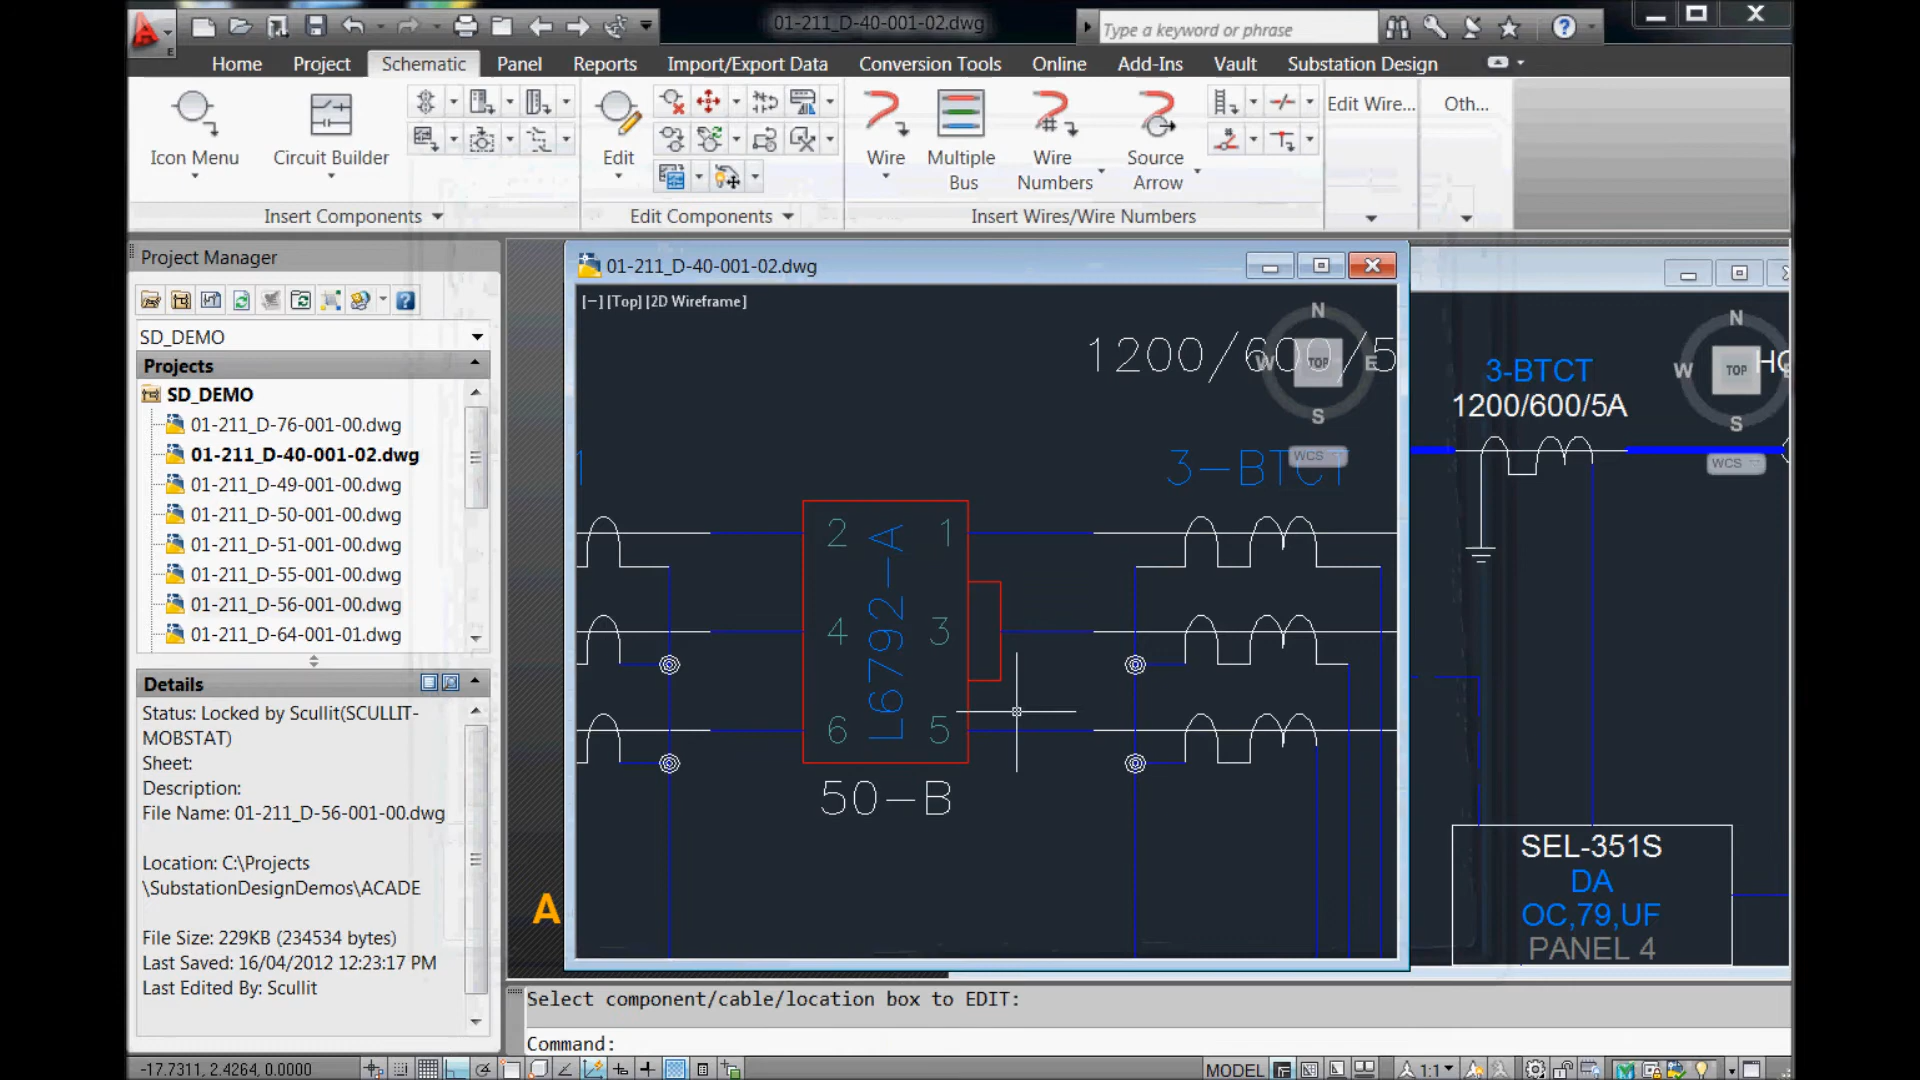 01-211_D-40-001-02.dwg
Type a keyword or phrase
E
Home Project Schematic Panel Reports Import/Export Data Conversion Tools Online Add-Ins Vault Substation Design
Icon Menu
Circuit Builder
Edit
Wire
Multiple Bus
Wire Numbers
Source Arrow
Edit Wire...
Oth...
Insert Components
Edit Components
Insert Wires/Wire Numbers
Project Manager
SD_DEMO
Projects
SD_DEMO
01-211_D-76-001-00.dwg
01-211_D-40-001-02.dwg
01-211_D-49-001-00.dwg
01-211_D-50-001-00.dwg
01-211_D-51-001-00.dwg
01-211_D-55-001-00.dwg
01-211_D-56-001-00.dwg
01-211_D-64-001-01.dwg
Details
Status: Locked by Scullit(SCULLIT-
MOBSTAT)
Sheet:
Description:
File Name: 01-211_D-56-001-00.dwg
Location: C:\Projects
\SubstationDesignDemos\ACADE
File Size: 229KB (234534 bytes)
Last Saved: 16/04/2012 12:23:17 PM
Last Edited By: Scullit
01-211_D-40-001-02.dwg
[−] [Top] [2D Wireframe]
1200/600/5
N
W TOP E
S
WCS
3-BTCT
2 1
4 3
6 5
L6792-A
50-B
A
3-BTCT
1200/600/5A
N
W TOP
S
WCS
SEL-351S
DA
OC,79,UF
PANEL 4
Select component/cable/location box to EDIT:
Command:
-17.7311, 2.4264, 0.0000
MODEL
1:1